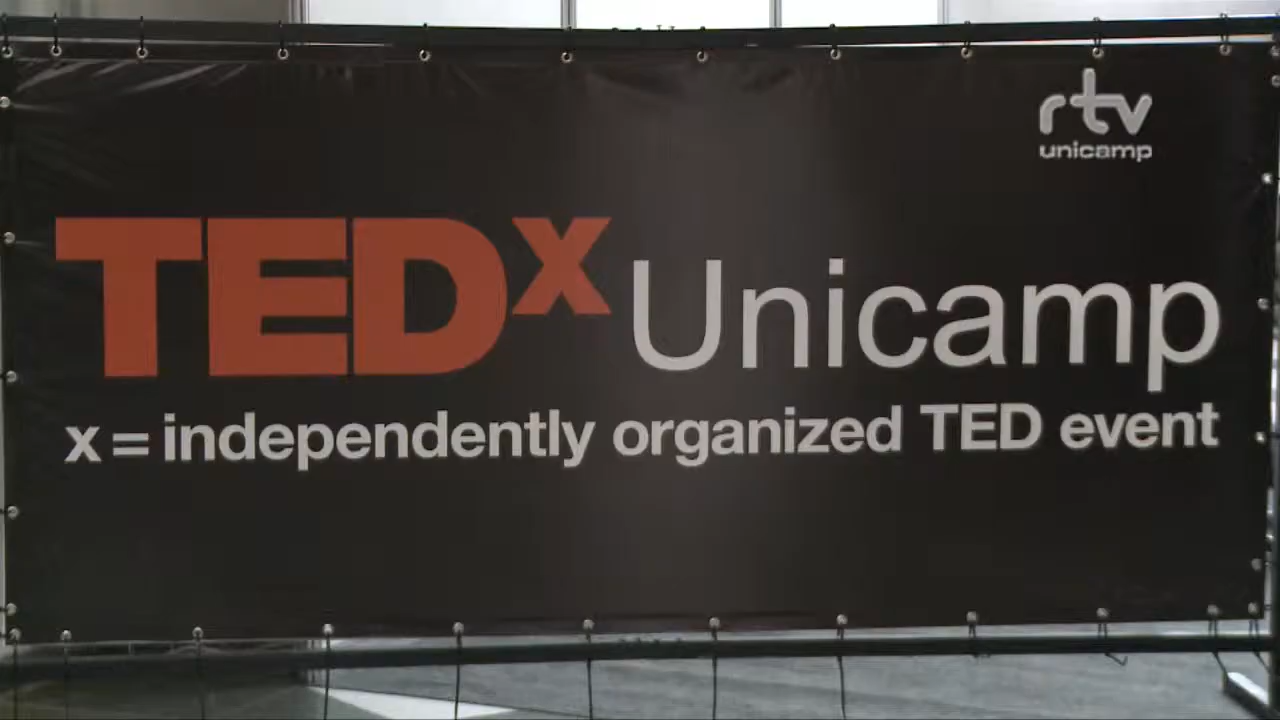 rtv
unicamp
TEDx Unicamp
x = independently organized TED event